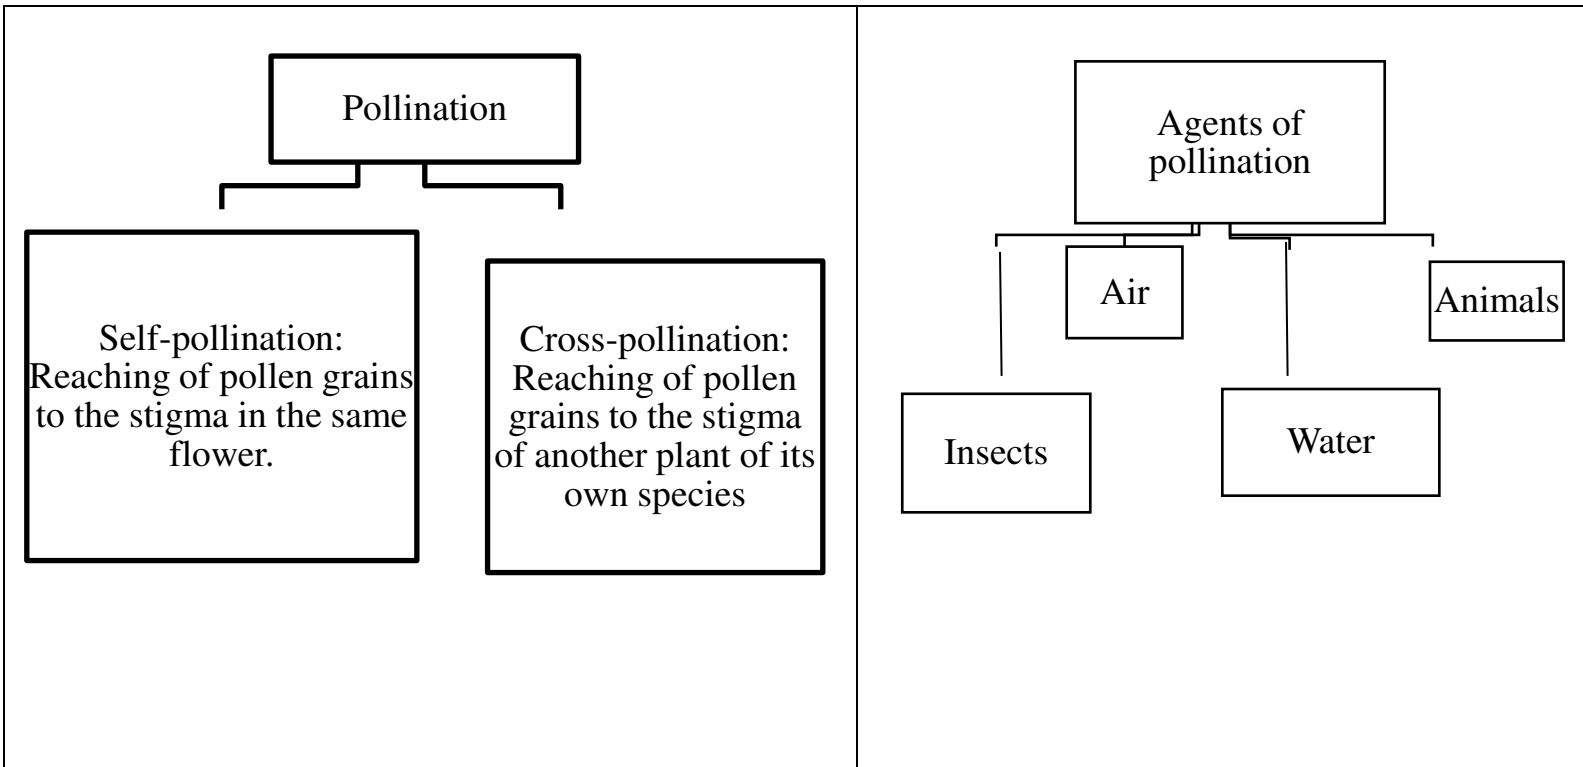 Pollination
Self-pollination:
Reaching of pollen grains
to the stigma in the same
flower.
Cross-pollination:
Reaching of pollen
grains to the stigma
of another plant of its
own species
Agents of
pollination
Air
Animals
Insects
Water